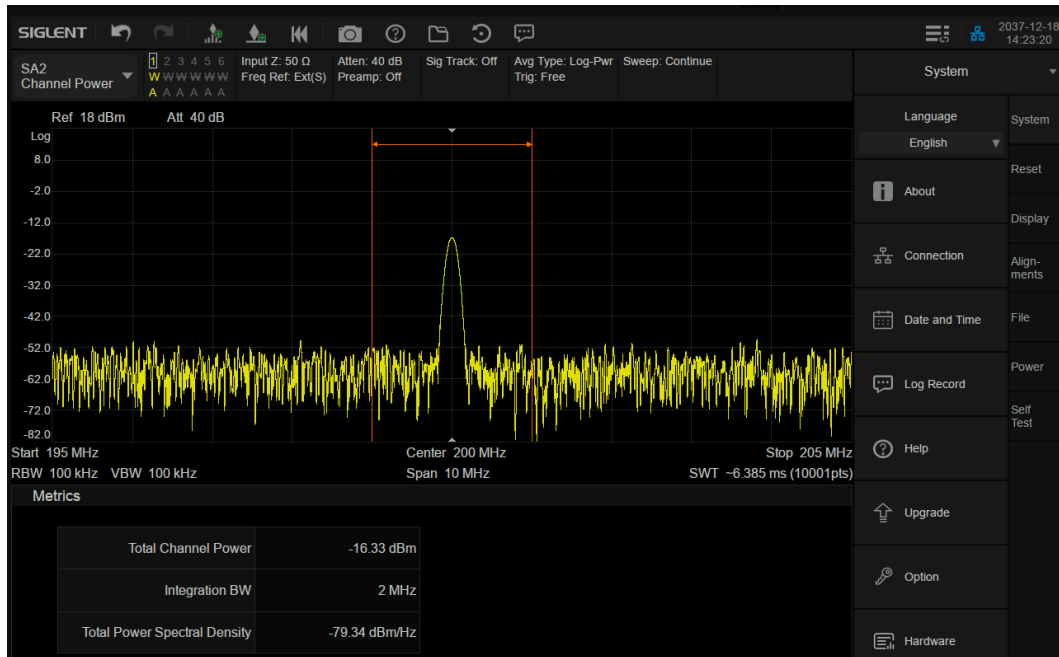 SIGLENT
2037-12-18
14:23:20
SA2
Channel Power
1 2 3 4 5 6
W W W W W W
A A A A A A
Input Z: 50 Ω
Freq Ref: Ext(S)
Atten: 40 dB
Preamp: Off
Sig Track: Off
Avg Type: Log-Pwr
Trig: Free
Sweep: Continue
Ref 18 dBm Att 40 dB
Log
8.0
-2.0
-12.0
-22.0
-32.0
-42.0
-52.0
-62.0
-72.0
-82.0
Start 195 MHz Center 200 MHz Stop 205 MHz
RBW 100 kHz VBW 100 kHz Span 10 MHz SWT ~6.385 ms (10001pts)
Metrics
Total Channel Power -16.33 dBm
Integration BW 2 MHz
Total Power Spectral Density -79.34 dBm/Hz
System
Language
English
About
Connection
Date and Time
Log Record
Help
Upgrade
Option
Hardware
System
Reset
Display
Align-
ments
File
Power
Self
Test